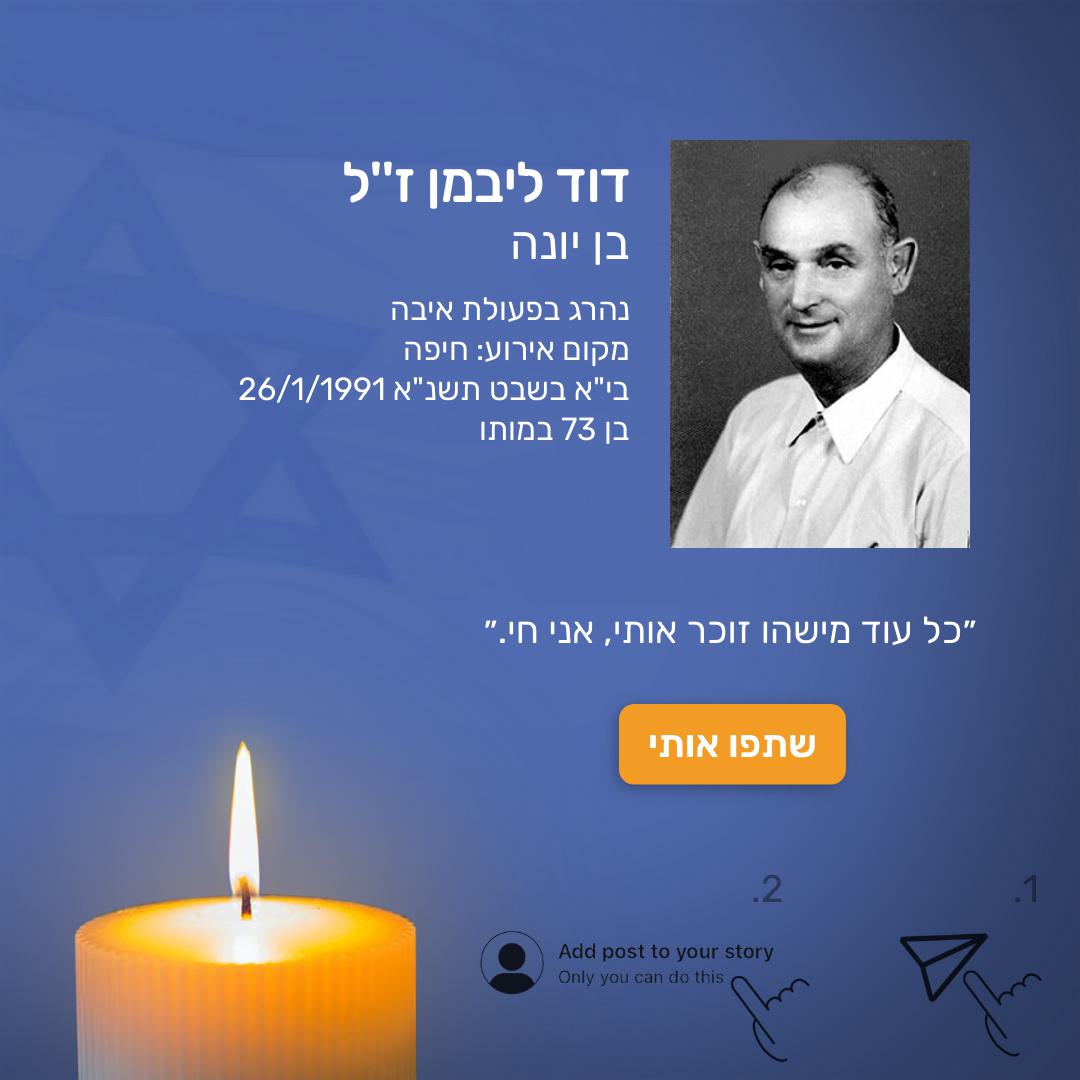 דוד ליבמן ז''ל
בן יונה
נהרג בפעולת איבה
מקום אירוע: חיפה
בי"א בשבט תשנ"א 26/1/1991
בן 73 במותו
״כל עוד מישהו זוכר אותי, אני חי.״
שתפו אותי
1.
2.
Add post to your story
Only you can do this